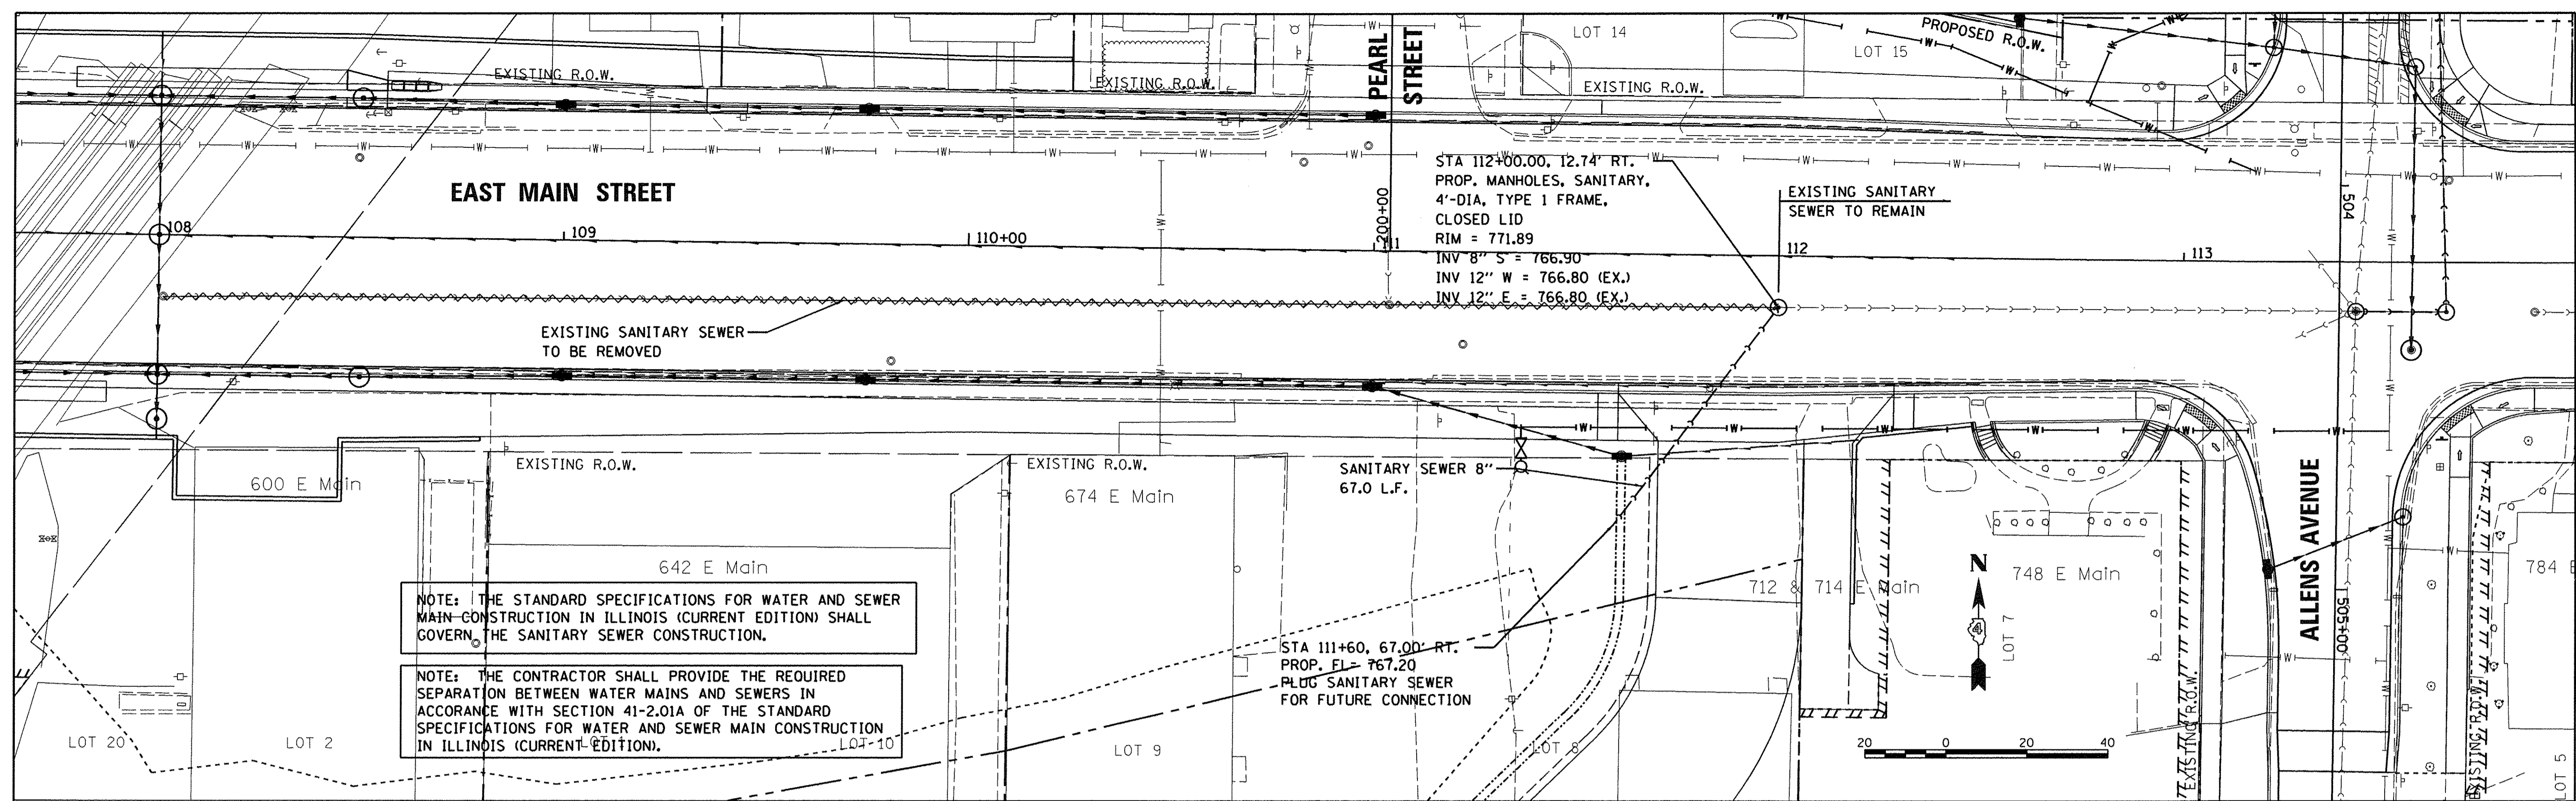 PEARL
STREET
LOT 14
LOT 15
PROPOSED R.O.W.
EXISTING R.O.W.
EXISTING R.O.W.
EXISTING R.O.W.
EAST MAIN STREET
STA 112+00.00, 12.74' RT.
PROP. MANHOLES, SANITARY,
4'-DIA, TYPE 1 FRAME,
CLOSED LID
RIM = 771.89
INV 8" S = 766.90
INV 12" W = 766.80 (EX.)
INV 12" E = 766.80 (EX.)
EXISTING SANITARY
SEWER TO REMAIN
108
109
110+00
111
200+00
112
113
504
505+00
EXISTING SANITARY SEWER
TO BE REMOVED
EXISTING R.O.W.
EXISTING R.O.W.
SANITARY SEWER 8"
67.0 L.F.
600 E Main
674 E Main
642 E Main
712 & 714 E Main
748 E Main
784 E
ALLENS AVENUE
N
NOTE: THE STANDARD SPECIFICATIONS FOR WATER AND SEWER
MAIN CONSTRUCTION IN ILLINOIS (CURRENT EDITION) SHALL
GOVERN THE SANITARY SEWER CONSTRUCTION.
NOTE: THE CONTRACTOR SHALL PROVIDE THE REQUIRED
SEPARATION BETWEEN WATER MAINS AND SEWERS IN
ACCORANCE WITH SECTION 41-2.01A OF THE STANDARD
SPECIFICATIONS FOR WATER AND SEWER MAIN CONSTRUCTION
IN ILLINOIS (CURRENT EDITION).
STA 111+60, 67.00' RT.
PROP. FL= 767.20
PLUG SANITARY SEWER
FOR FUTURE CONNECTION
LOT 20
LOT 2
LOT 10
LOT 9
LOT 8
LOT 7
LOT 5
EXISTING R.O.W.
EXISTING R.O.W.
20 0 20 40